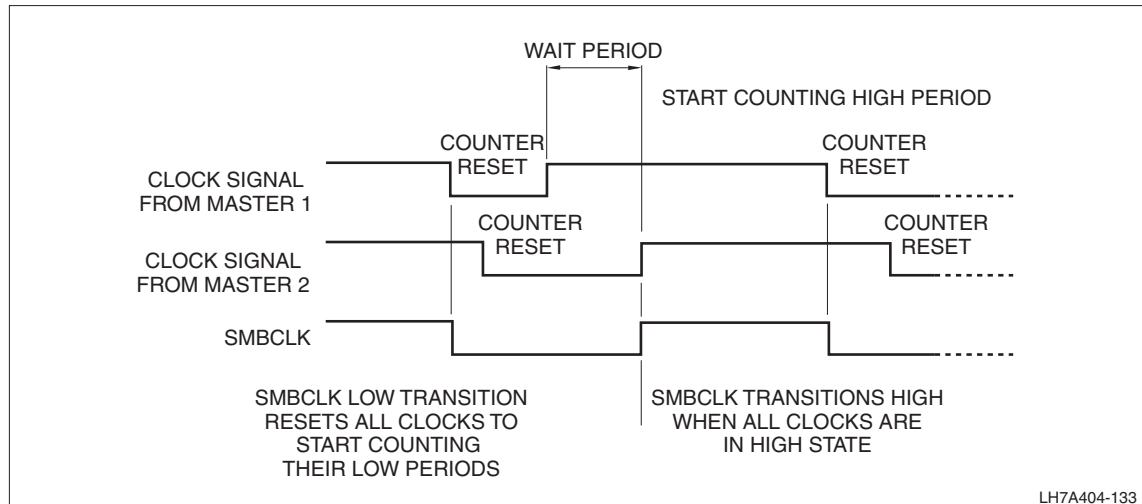 WAIT PERIOD
START COUNTING HIGH PERIOD
COUNTER
RESET
COUNTER
RESET
CLOCK SIGNAL
FROM MASTER 1
COUNTER
RESET
COUNTER
RESET
CLOCK SIGNAL
FROM MASTER 2
SMBCLK
SMBCLK LOW TRANSITION
RESETS ALL CLOCKS TO
START COUNTING
THEIR LOW PERIODS
SMBCLK TRANSITIONS HIGH
WHEN ALL CLOCKS ARE
IN HIGH STATE
LH7A404-133